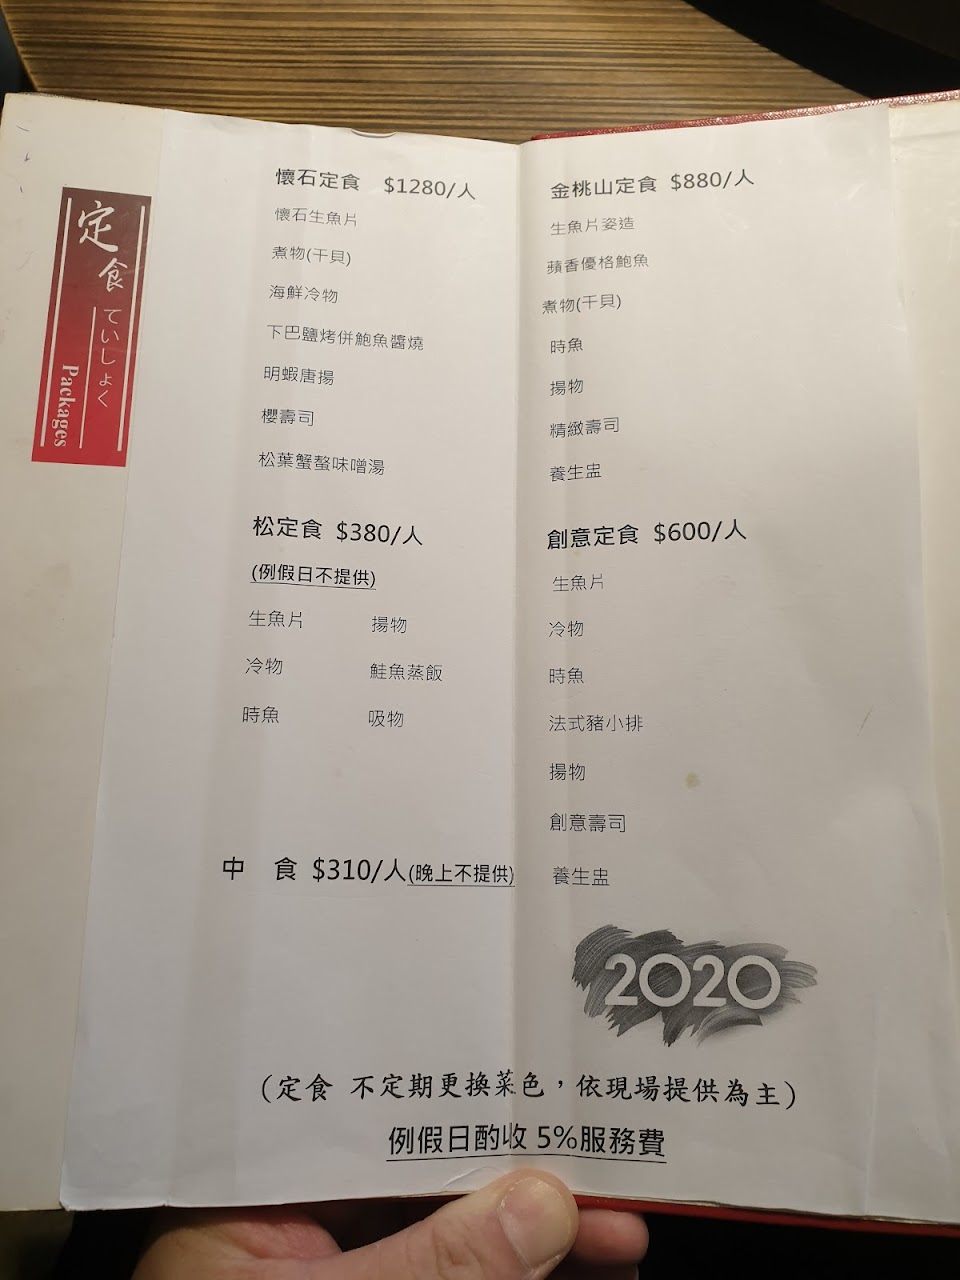 定食
ていしょく
Packages
懷石定食 $1280/人
懷石生魚片
煮物(干貝)
海鮮冷物
下巴鹽烤併鮑魚醬燒
明蝦唐揚
櫻壽司
松葉蟹螯味噌湯
松定食 $380/人
(例假日不提供)
生魚片 揚物
冷物 鮭魚蒸飯
時魚 吸物
中 食 $310/人(晚上不提供)
金桃山定食 $880/人
生魚片姿造
蘋香優格鮑魚
煮物(干貝)
時魚
揚物
精緻壽司
養生盅
創意定食 $600/人
生魚片
冷物
時魚
法式豬小排
揚物
創意壽司
養生盅
2020
(定食 不定期更換菜色，依現場提供為主)
例假日酌收 5%服務費